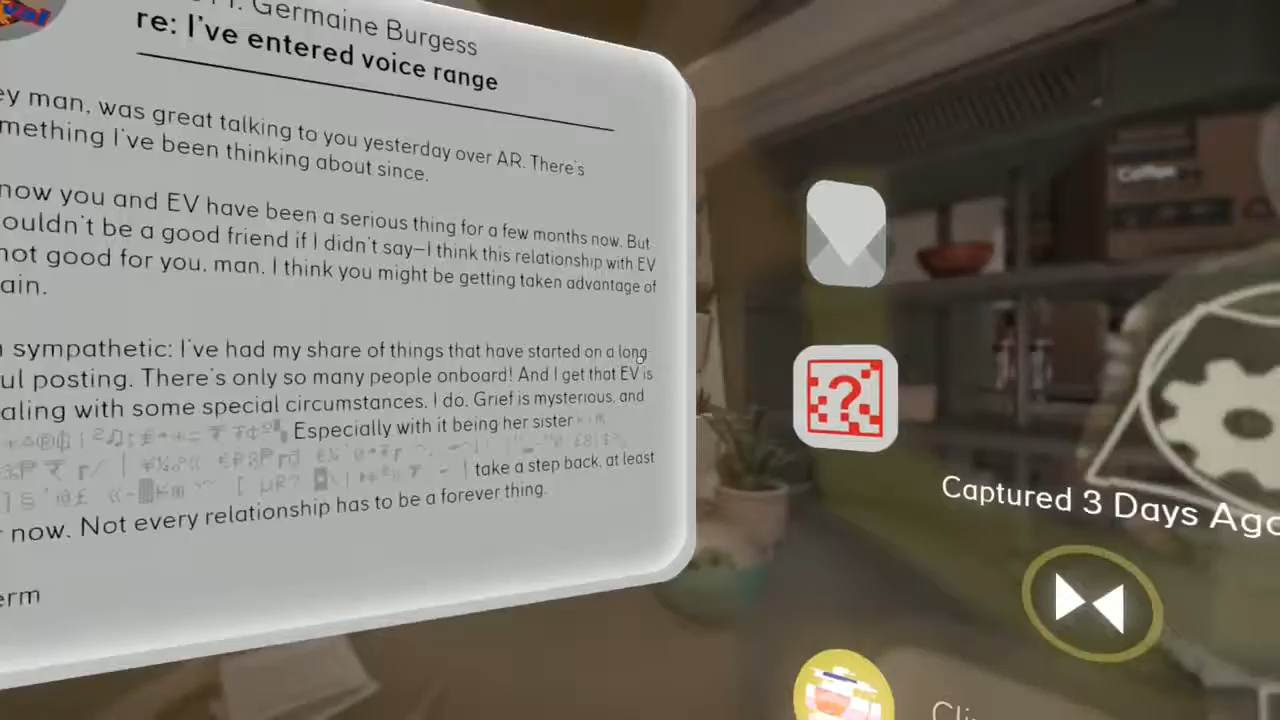 Germaine Burgess
re: I've entered voice range
ey man, was great talking to you yesterday over AR. There's
mething I've been thinking about since.
now you and EV have been a serious thing for a few months now. But
ouldn't be a good friend if I didn't say—I think this relationship with EV
not good for you, man. I think you might be getting taken advantage of
ain.
sympathetic: I've had my share of things that have started on a long
ul posting. There's only so many people onboard! And I get that EV is
aling with some special circumstances. I do. Grief is mysterious, and
Especially with it being her sister
take a step back, at least
now. Not every relationship has to be a forever thing.
erm
Coffee
?
Captured 3 Days Ago